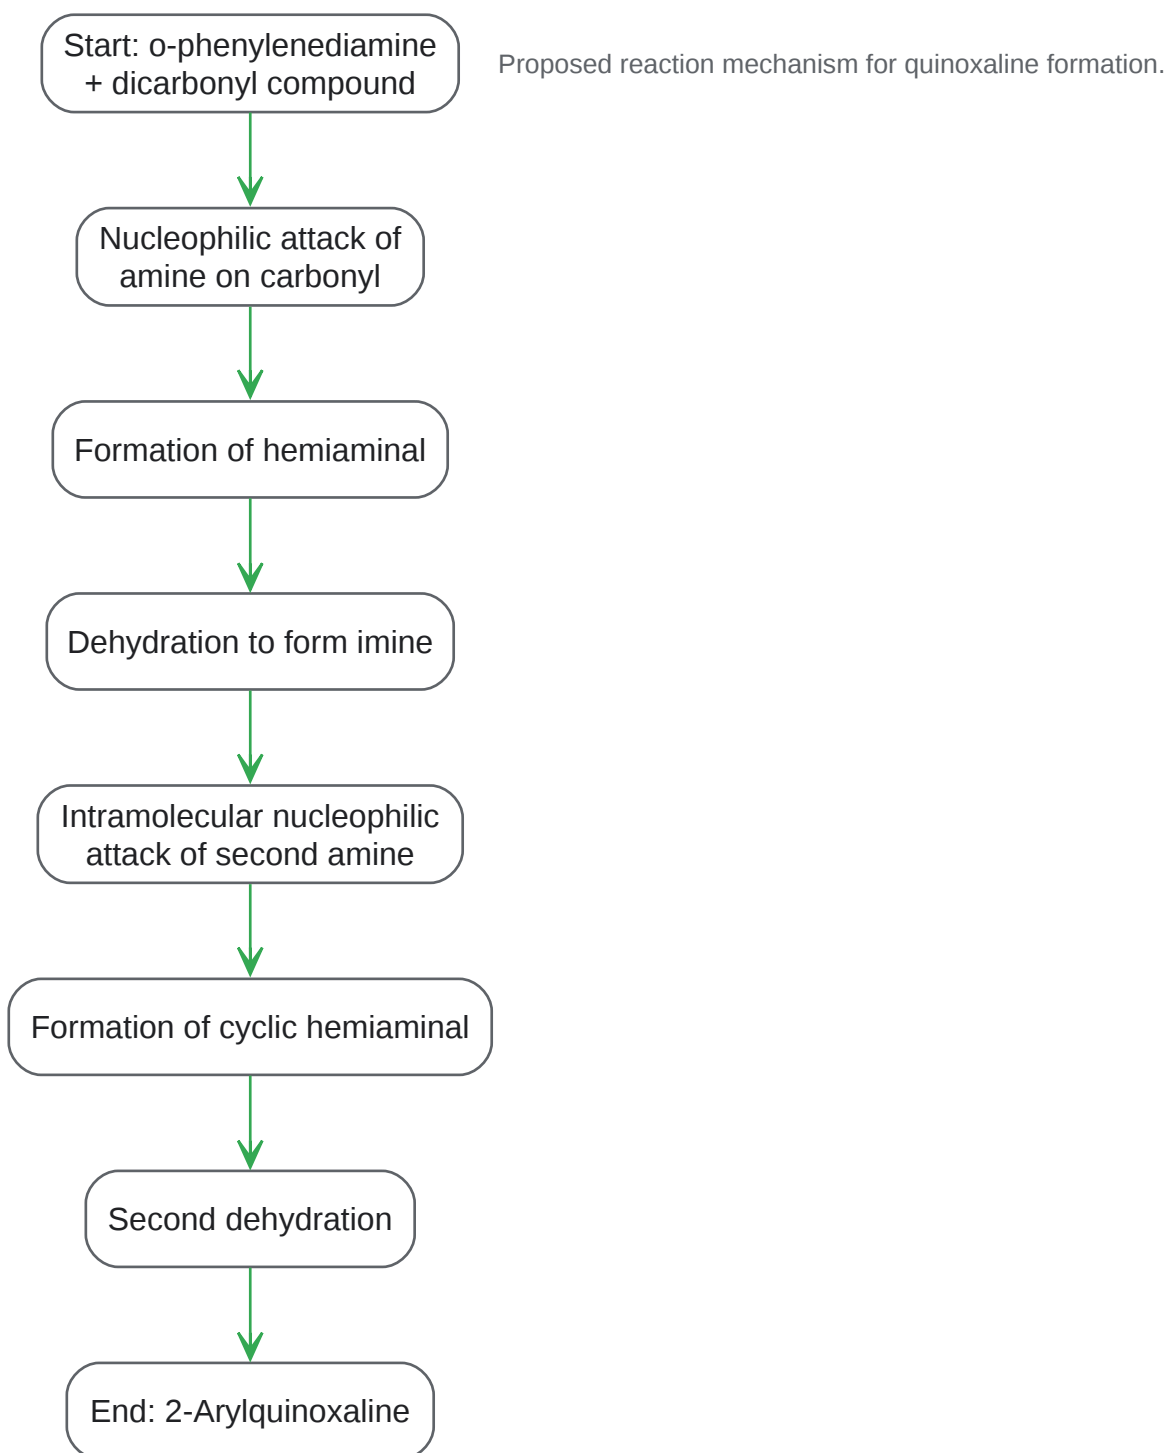 Start: o-phenylenediamine
+ dicarbonyl compound
Proposed reaction mechanism for quinoxaline formation.
Nucleophilic attack of
amine on carbonyl
Formation of hemiaminal
Dehydration to form imine
Intramolecular nucleophilic
attack of second amine
Formation of cyclic hemiaminal
Second dehydration
End: 2-Arylquinoxaline